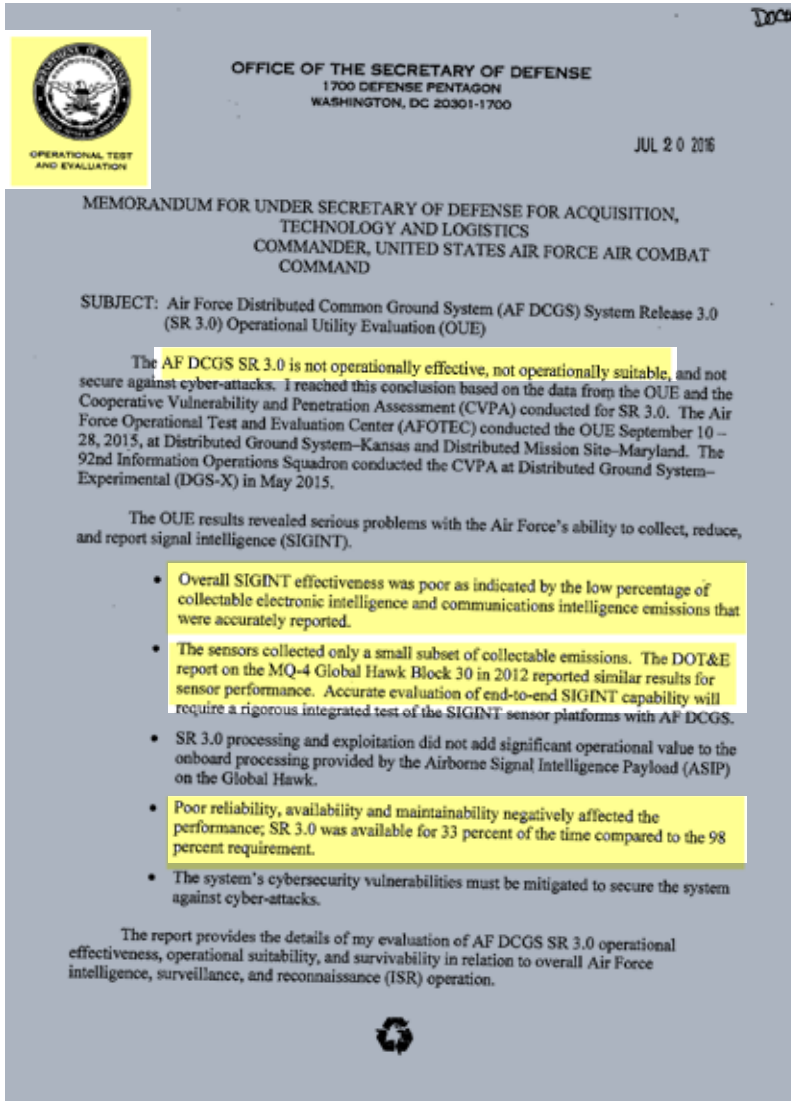 OFFICE OF THE SECRETARY OF DEFENSE
1700 DEFENSE PENTAGON
WASHINGTON, DC 20301-1700
DEPARTMENT OF DEFENSE
OPERATIONAL TEST
AND EVALUATION
JUL 20 2016
MEMORANDUM FOR UNDER SECRETARY OF DEFENSE FOR ACQUISITION,
TECHNOLOGY AND LOGISTICS
COMMANDER, UNITED STATES AIR FORCE AIR COMBAT
COMMAND
SUBJECT: Air Force Distributed Common Ground System (AF DCGS) System Release 3.0
(SR 3.0) Operational Utility Evaluation (OUE)
The AF DCGS SR 3.0 is not operationally effective, not operationally suitable, and not
secure against cyber-attacks. I reached this conclusion based on the data from the OUE and the
Cooperative Vulnerability and Penetration Assessment (CVPA) conducted for SR 3.0. The Air
Force Operational Test and Evaluation Center (AFOTEC) conducted the OUE September 10 –
28, 2015, at Distributed Ground System–Kansas and Distributed Mission Site–Maryland. The
92nd Information Operations Squadron conducted the CVPA at Distributed Ground System–
Experimental (DGS-X) in May 2015.
The OUE results revealed serious problems with the Air Force's ability to collect, reduce,
and report signal intelligence (SIGINT).
• Overall SIGINT effectiveness was poor as indicated by the low percentage of
collectable electronic intelligence and communications intelligence emissions that
were accurately reported.
• The sensors collected only a small subset of collectable emissions. The DOT&E
report on the MQ-4 Global Hawk Block 30 in 2012 reported similar results for
sensor performance. Accurate evaluation of end-to-end SIGINT capability will
require a rigorous integrated test of the SIGINT sensor platforms with AF DCGS.
• SR 3.0 processing and exploitation did not add significant operational value to the
onboard processing provided by the Airborne Signal Intelligence Payload (ASIP)
on the Global Hawk.
• Poor reliability, availability and maintainability negatively affected the
performance; SR 3.0 was available for 33 percent of the time compared to the 98
percent requirement.
• The system's cybersecurity vulnerabilities must be mitigated to secure the system
against cyber-attacks.
The report provides the details of my evaluation of AF DCGS SR 3.0 operational
effectiveness, operational suitability, and survivability in relation to overall Air Force
intelligence, surveillance, and reconnaissance (ISR) operation.